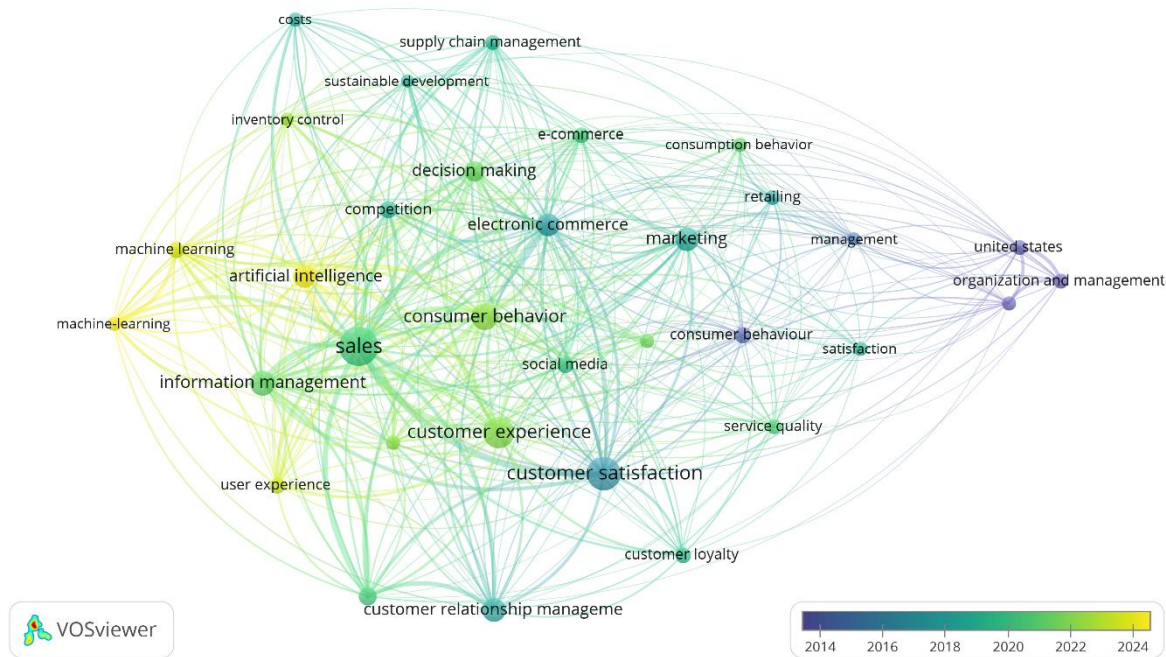 costs
supply chain management
sustainable development
inventory control
e-commerce
consumption behavior
decision making
retailing
competition
electronic commerce
marketing
management
united states
machine learning
artificial intelligence
organization and management
consumer behavior
machine-learning
consumer behaviour
sales
social media
satisfaction
information management
customer experience
service quality
customer satisfaction
user experience
customer loyalty
customer relationship manageme
VOSviewer
2014 2016 2018 2020 2022 2024